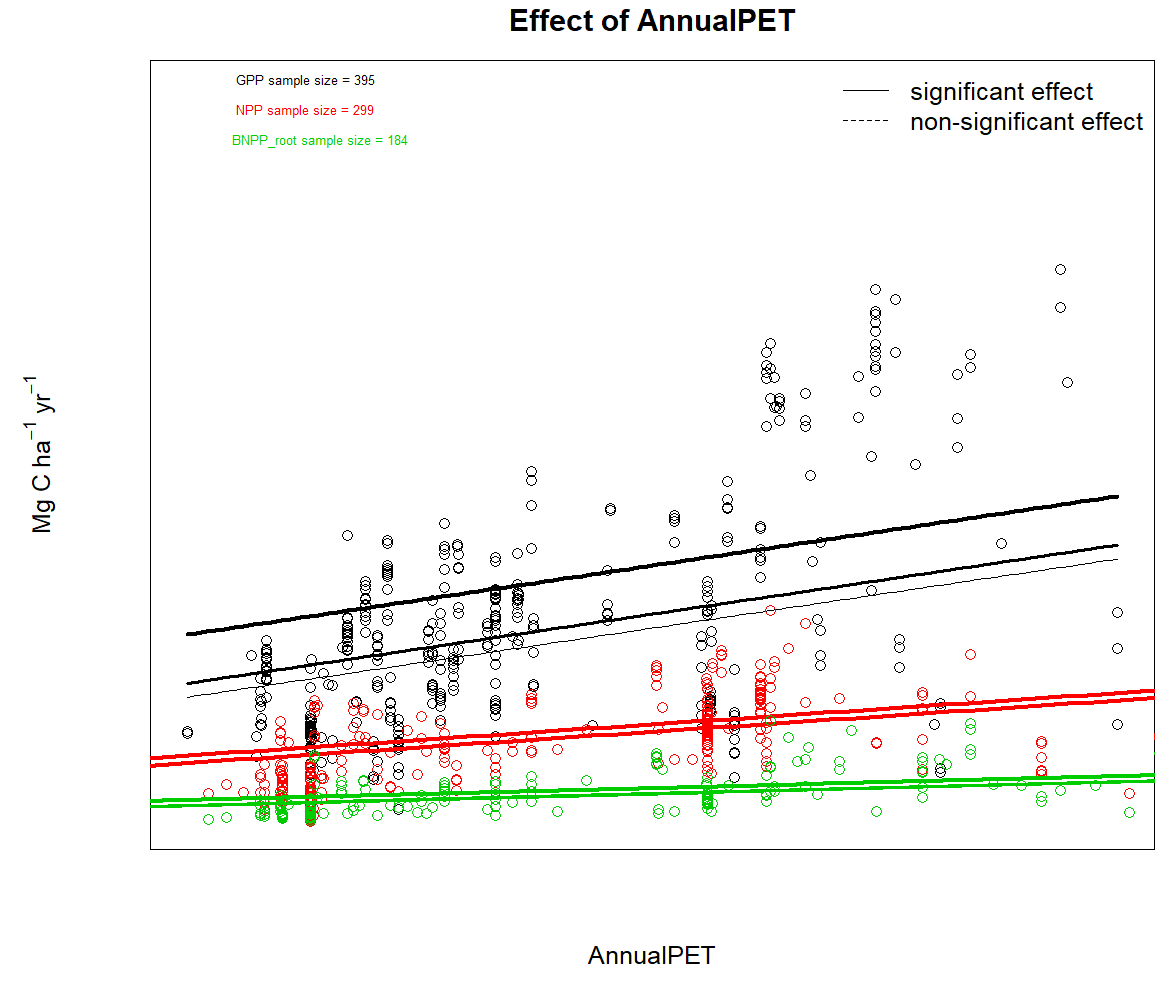 Effect of AnnualPET
GPP sample size = 395
NPP sample size = 299
BNPP_root sample size = 184
significant effect
non-significant effect
Mg C ha⁻¹ yr⁻¹
AnnualPET